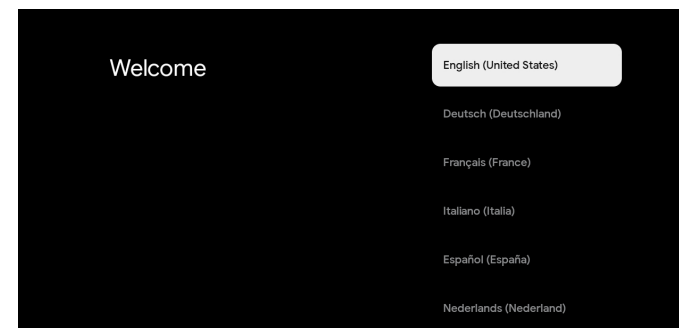 Welcome
English (United States)
Deutsch (Deutschland)
Français (France)
Italiano (Italia)
Español (España)
Nederlands (Nederland)